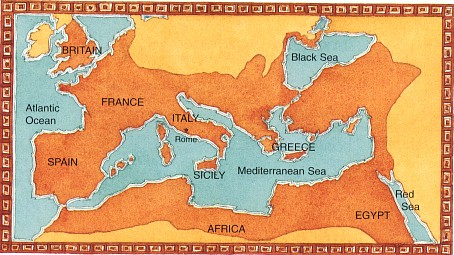 BRITAIN
Black Sea
Atlantic
Ocean
FRANCE
ITALY
Rome
GREECE
SPAIN
SICILY
Mediterranean Sea
Red
Sea
EGYPT
AFRICA